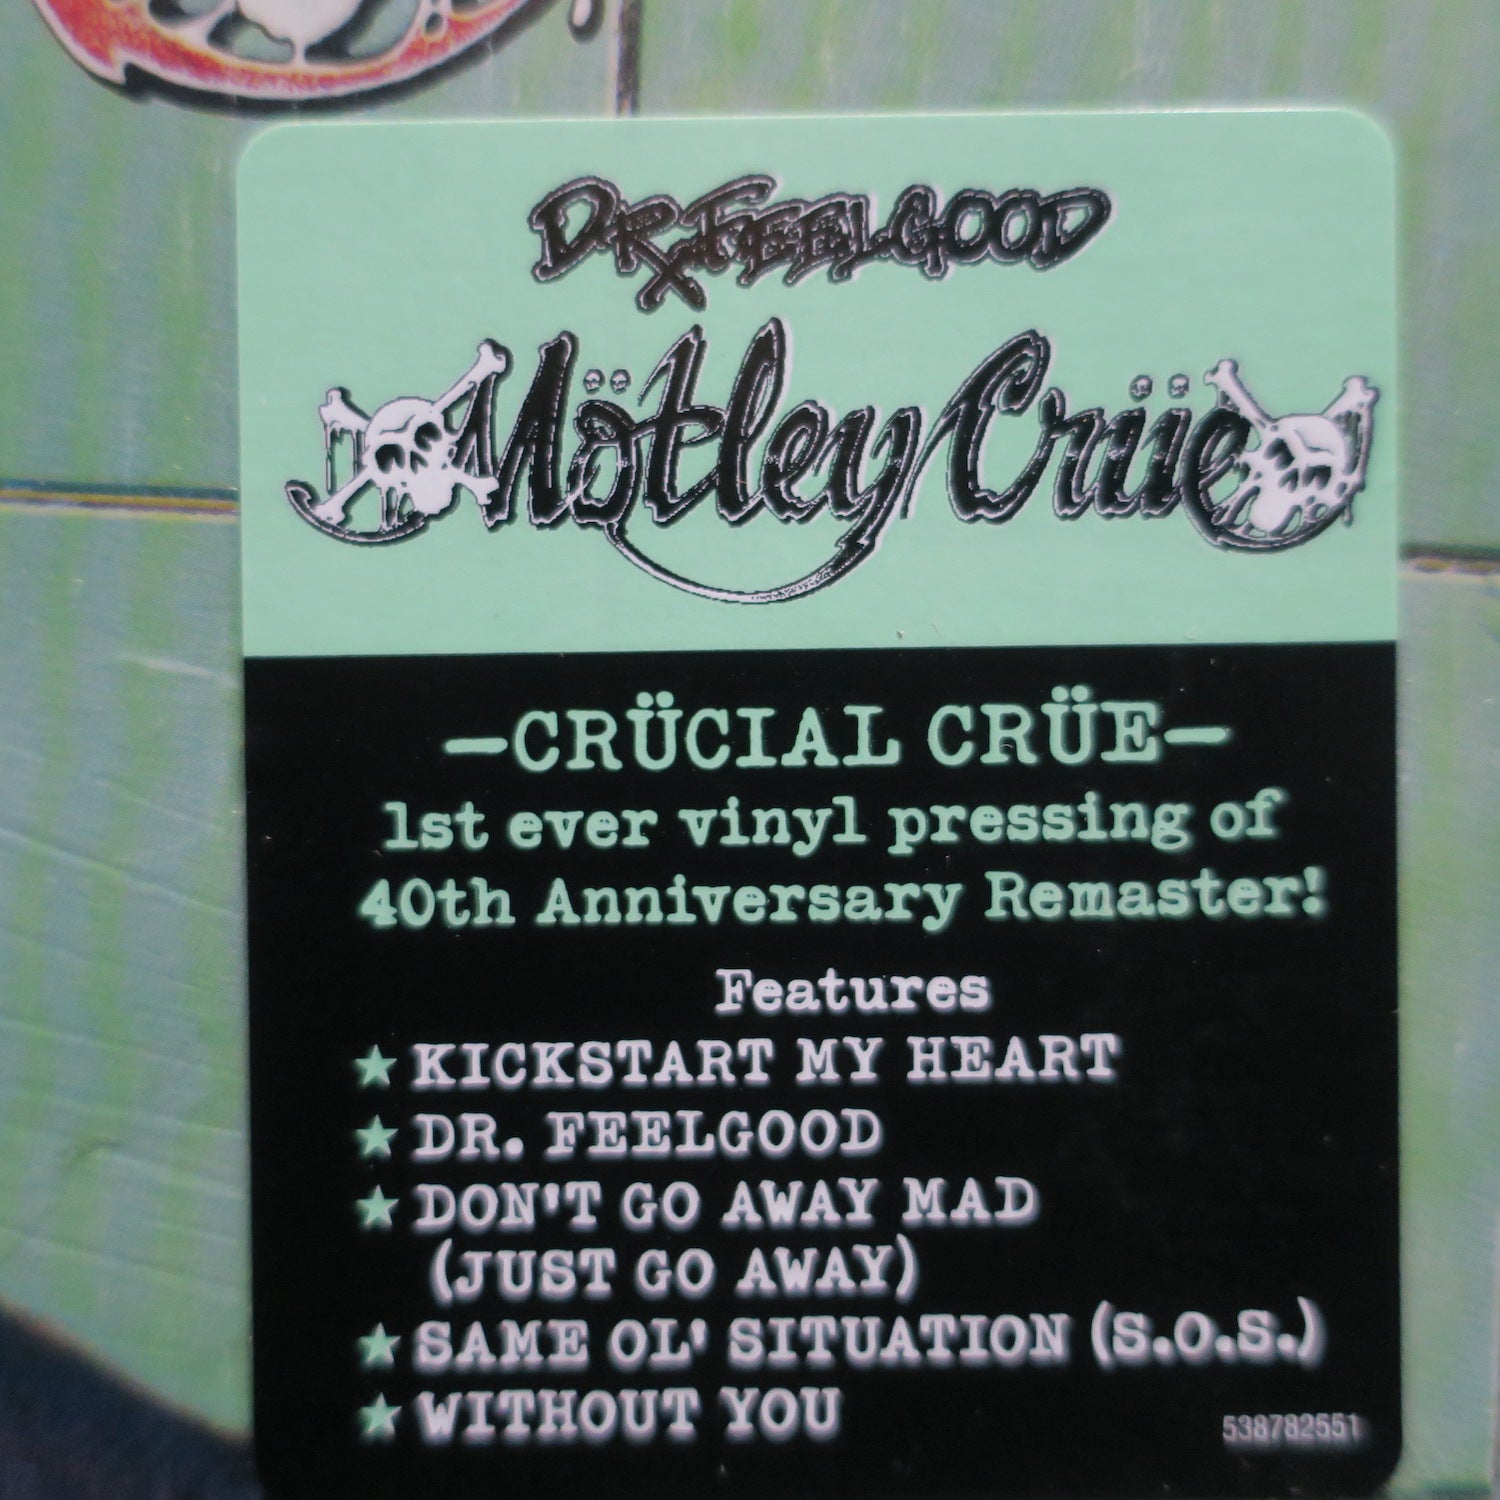 DR. FEELGOOD
Mötley Crüe
—CRÜCIAL CRÜE—
1st ever vinyl pressing of
40th Anniversary Remaster!
Features
★ KICKSTART MY HEART
★ DR. FEELGOOD
★ DON'T GO AWAY MAD
(JUST GO AWAY)
★ SAME OL' SITUATION (S.O.S.)
★ WITHOUT YOU
538782551